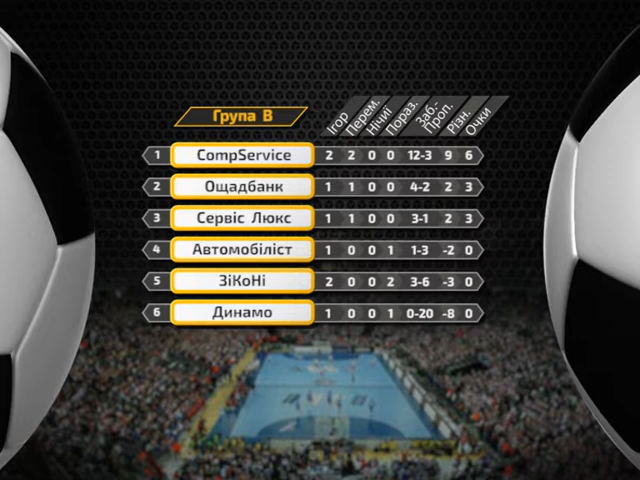 Група В
Ігор Перем. Нічиї Пораз. Заб.-Проп. Різн. Очки
1 CompService 2 2 0 0 12-3 9 6
2 Ощадбанк 1 1 0 0 4-2 2 3
3 Сервіс Люкс 1 1 0 0 3-1 2 3
4 Автомобіліст 1 0 0 1 1-3 -2 0
5 ЗіКоНі 2 0 0 2 3-6 -3 0
6 Динамо 1 0 0 1 0-20 -8 0